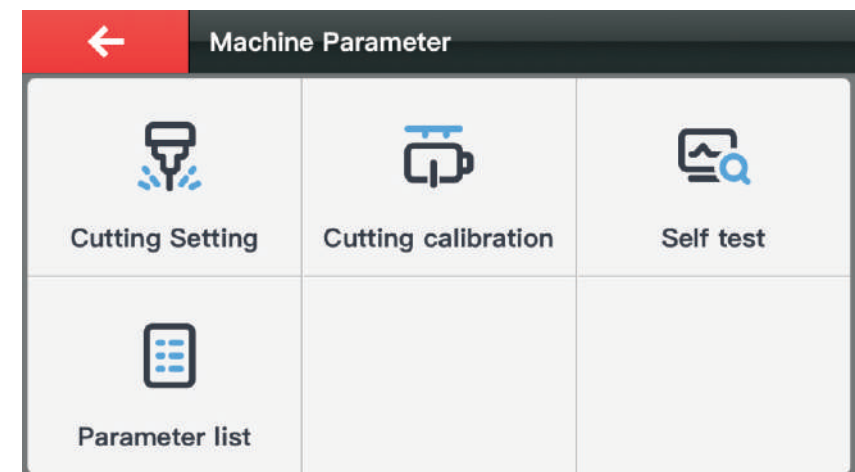 Machine Parameter
Cutting Setting
Cutting calibration
Self test
Parameter list